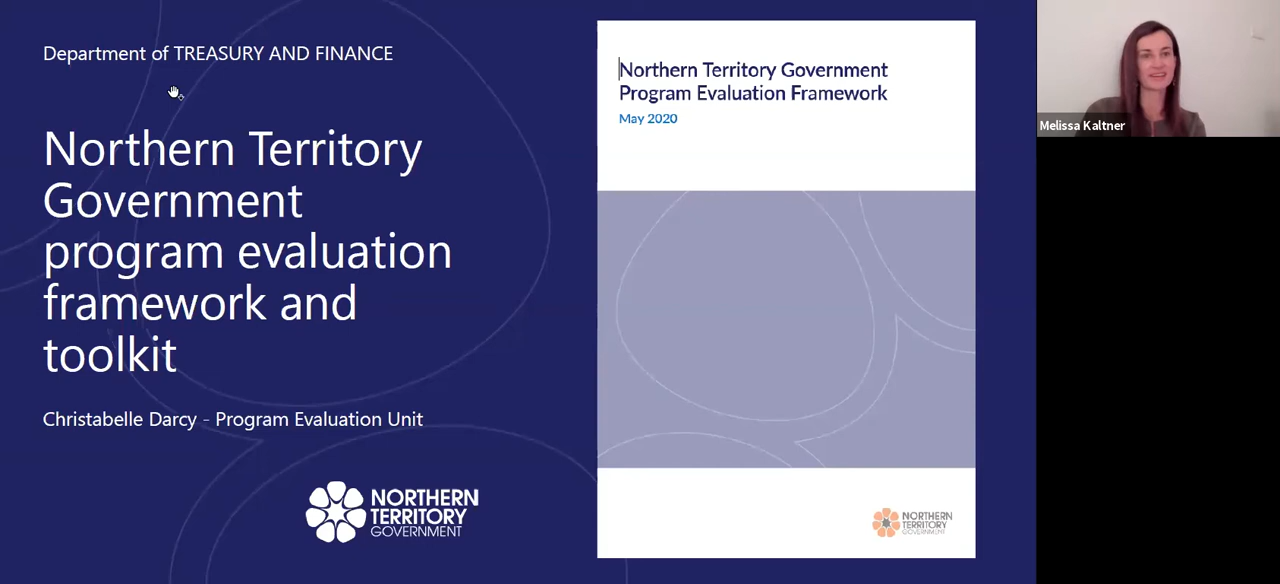 Department of TREASURY AND FINANCE
Northern Territory
Government
program evaluation
framework and
toolkit
Christabelle Darcy - Program Evaluation Unit
NORTHERN
TERRITORY
GOVERNMENT
Northern Territory Government
Program Evaluation Framework
May 2020
NORTHERN
TERRITORY
GOVERNMENT
Melissa Kaltner